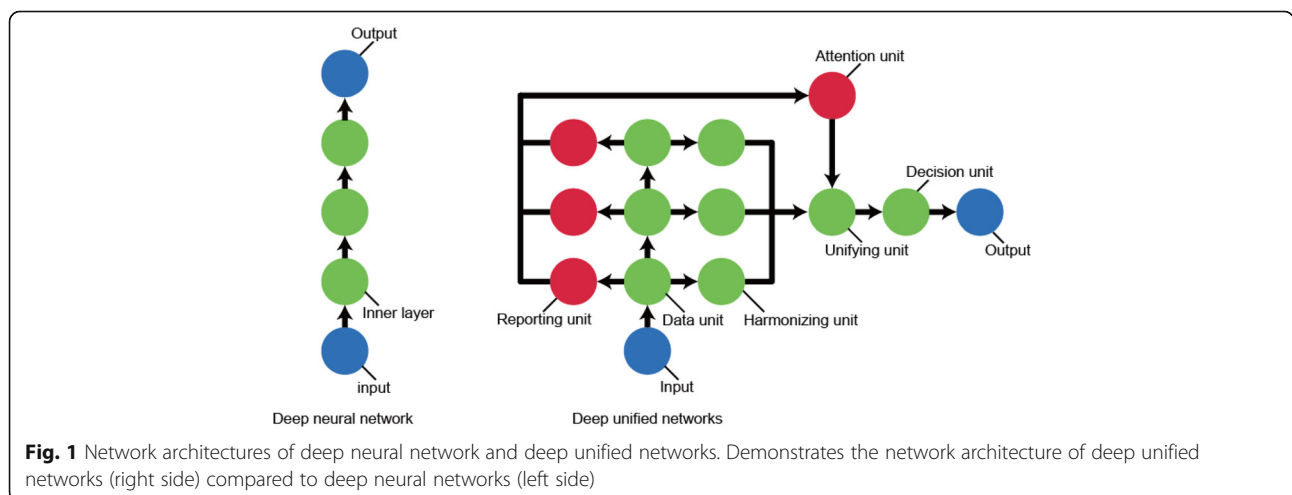 Output
Attention unit
Decision unit
Unifying unit
Output
Inner layer
Reporting unit
Data unit
Harmonizing unit
input
Input
Deep neural network
Deep unified networks
Fig. 1 Network architectures of deep neural network and deep unified networks. Demonstrates the network architecture of deep unified
networks (right side) compared to deep neural networks (left side)